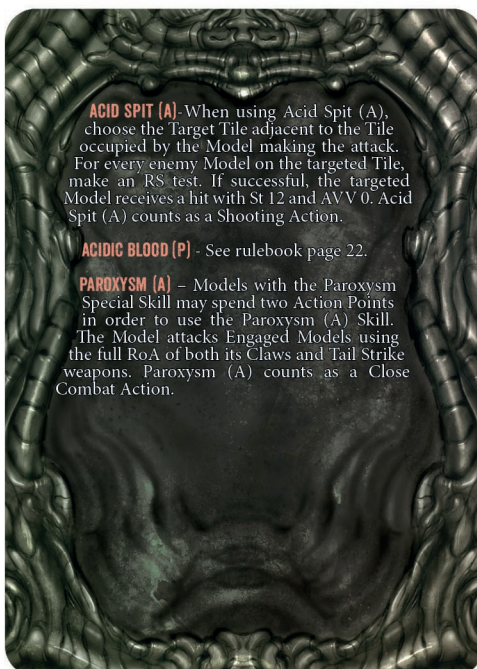 ACID SPIT (A)-When using Acid Spit (A),
choose the Target Tile adjacent to the Tile
occupied by the Model making the attack.
For every enemy Model on the targeted Tile,
make an RS test. If successful, the targeted
Model receives a hit with St 12 and AVV 0. Acid
Spit (A) counts as a Shooting Action.
ACIDIC BLOOD (P) - See rulebook page 22.
PAROXYSM (A) – Models with the Paroxysm
Special Skill may spend two Action Points
in order to use the Paroxysm (A) Skill.
The Model attacks Engaged Models using
the full RoA of both its Claws and Tail Strike
weapons. Paroxysm (A) counts as a Close
Combat Action.